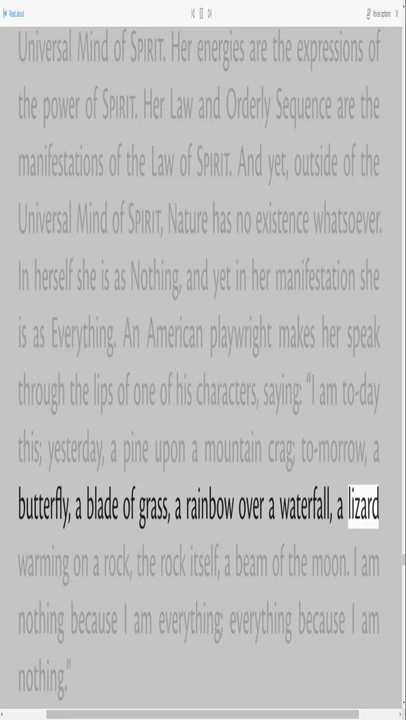 Read aloud
Voice options
Universal Mind of SPIRIT. Her energies are the expressions of
the power of SPIRIT. Her Law and Orderly Sequence are the
manifestations of the Law of SPIRIT. And yet, outside of the
Universal Mind of SPIRIT, Nature has no existence whatsoever.
In herself she is as Nothing, and yet in her manifestation she
is as Everything. An American playwright makes her speak
through the lips of one of his characters, saying: “I am to-day
this; yesterday, a pine upon a mountain crag; to-morrow, a
butterfly, a blade of grass, a rainbow over a waterfall, a lizard
warming on a rock, the rock itself, a beam of the moon. I am
nothing because I am everything; everything because I am
nothing.”